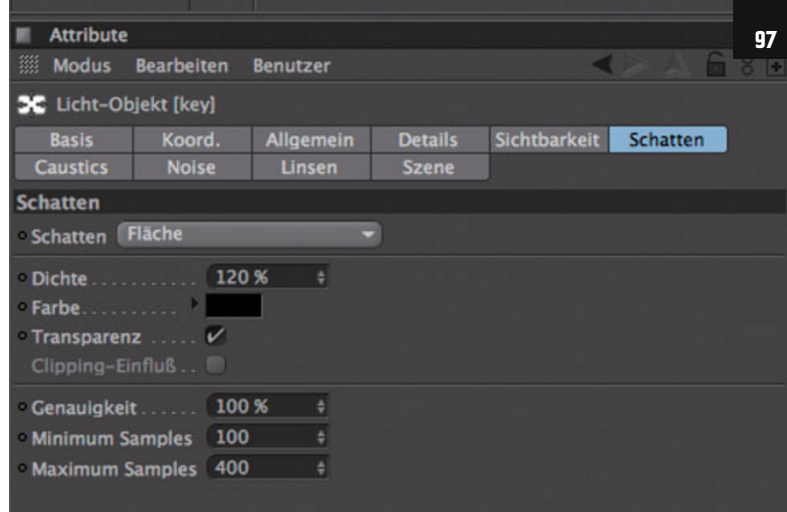 97
Attribute
Modus Bearbeiten Benutzer
Licht-Objekt [key]
Basis Koord. Allgemein Details Sichtbarkeit Schatten
Caustics Noise Linsen Szene
Schatten
Schatten Fläche
Dichte . . . . . . . . . . . 120 %
Farbe . . . . . . . . . .
Transparenz . . . . .
Clipping-Einfluß . .
Genauigkeit . . . . . . 100 %
Minimum Samples 100
Maximum Samples 400